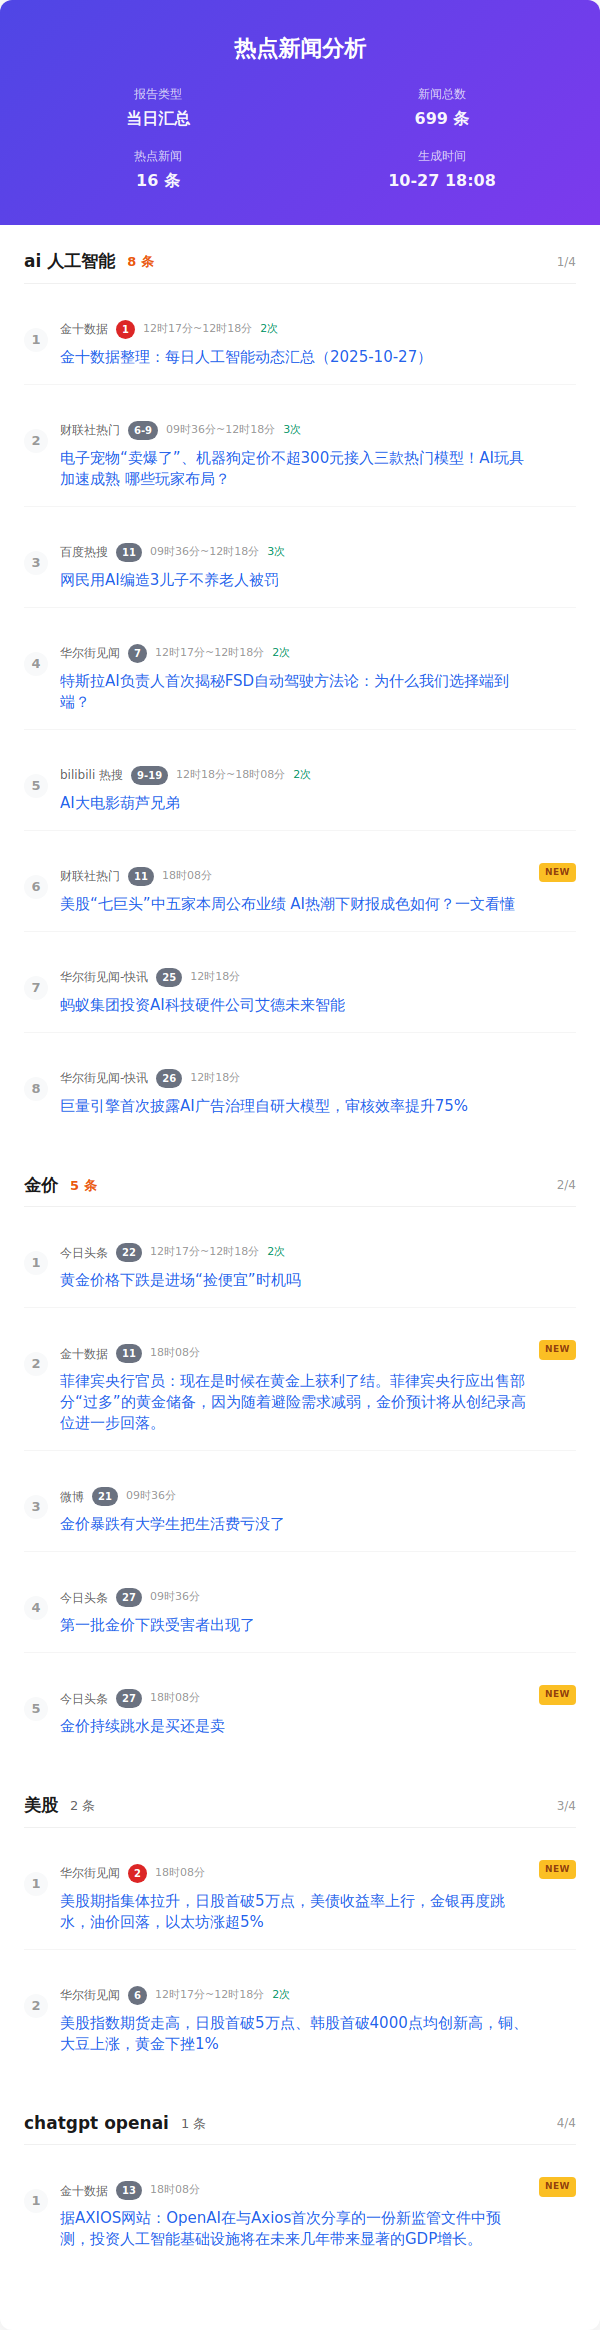 热点新闻分析
报告类型
新闻总数
当日汇总
699 条
热点新闻
生成时间
16 条
10-27 18:08
ai 人工智能 8 条 1/4
1
金十数据 1 12时17分~12时18分 2次
金十数据整理：每日人工智能动态汇总（2025-10-27）
2
财联社热门 6-9 09时36分~12时18分 3次
电子宠物“卖爆了”、机器狗定价不超300元接入三款热门模型！AI玩具
加速成熟 哪些玩家布局？
3
百度热搜 11 09时36分~12时18分 3次
网民用AI编造3儿子不养老人被罚
4
华尔街见闻 7 12时17分~12时18分 2次
特斯拉AI负责人首次揭秘FSD自动驾驶方法论：为什么我们选择端到
端？
5
bilibili 热搜 9-19 12时18分~18时08分 2次
AI大电影葫芦兄弟
6
财联社热门 11 18时08分 NEW
美股“七巨头”中五家本周公布业绩 AI热潮下财报成色如何？一文看懂
7
华尔街见闻-快讯 25 12时18分
蚂蚁集团投资AI科技硬件公司艾德未来智能
8
华尔街见闻-快讯 26 12时18分
巨量引擎首次披露AI广告治理自研大模型，审核效率提升75%
金价 5 条 2/4
1
今日头条 22 12时17分~12时18分 2次
黄金价格下跌是进场“捡便宜”时机吗
2
金十数据 11 18时08分 NEW
菲律宾央行官员：现在是时候在黄金上获利了结。菲律宾央行应出售部
分“过多”的黄金储备，因为随着避险需求减弱，金价预计将从创纪录高
位进一步回落。
3
微博 21 09时36分
金价暴跌有大学生把生活费亏没了
4
今日头条 27 09时36分
第一批金价下跌受害者出现了
5
今日头条 27 18时08分 NEW
金价持续跳水是买还是卖
美股 2 条 3/4
1
华尔街见闻 2 18时08分 NEW
美股期指集体拉升，日股首破5万点，美债收益率上行，金银再度跳
水，油价回落，以太坊涨超5%
2
华尔街见闻 6 12时17分~12时18分 2次
美股指数期货走高，日股首破5万点、韩股首破4000点均创新高，铜、
大豆上涨，黄金下挫1%
chatgpt openai 1 条 4/4
1
金十数据 13 18时08分 NEW
据AXIOS网站：OpenAI在与Axios首次分享的一份新监管文件中预
测，投资人工智能基础设施将在未来几年带来显著的GDP增长。